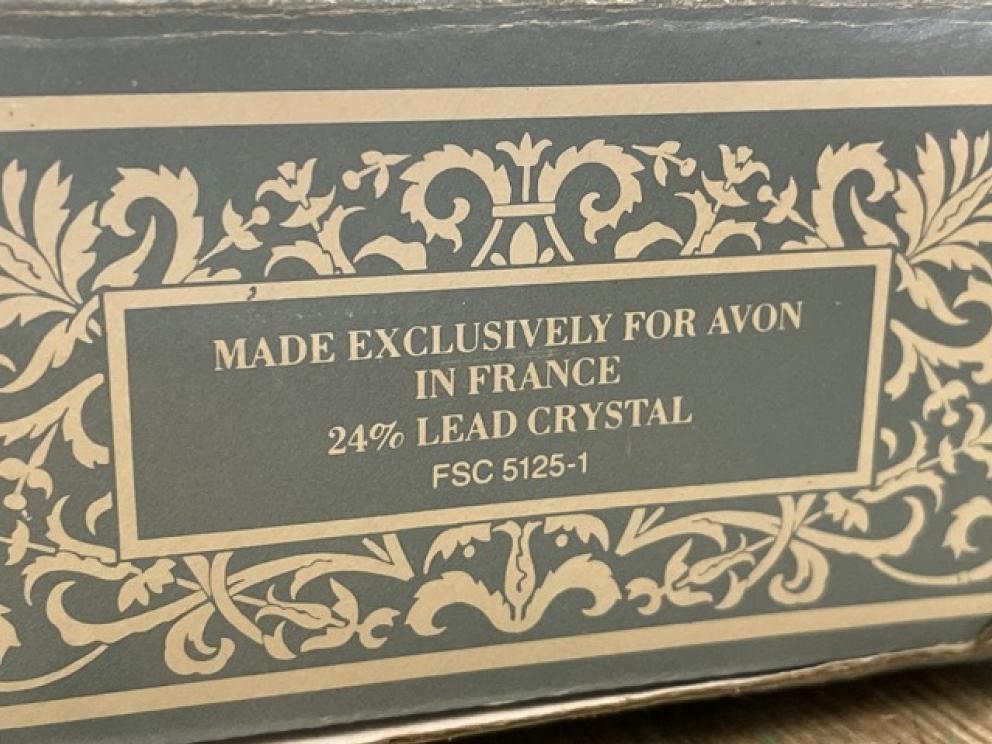 MADE EXCLUSIVELY FOR AVON
IN FRANCE
24% LEAD CRYSTAL
FSC 5125-1